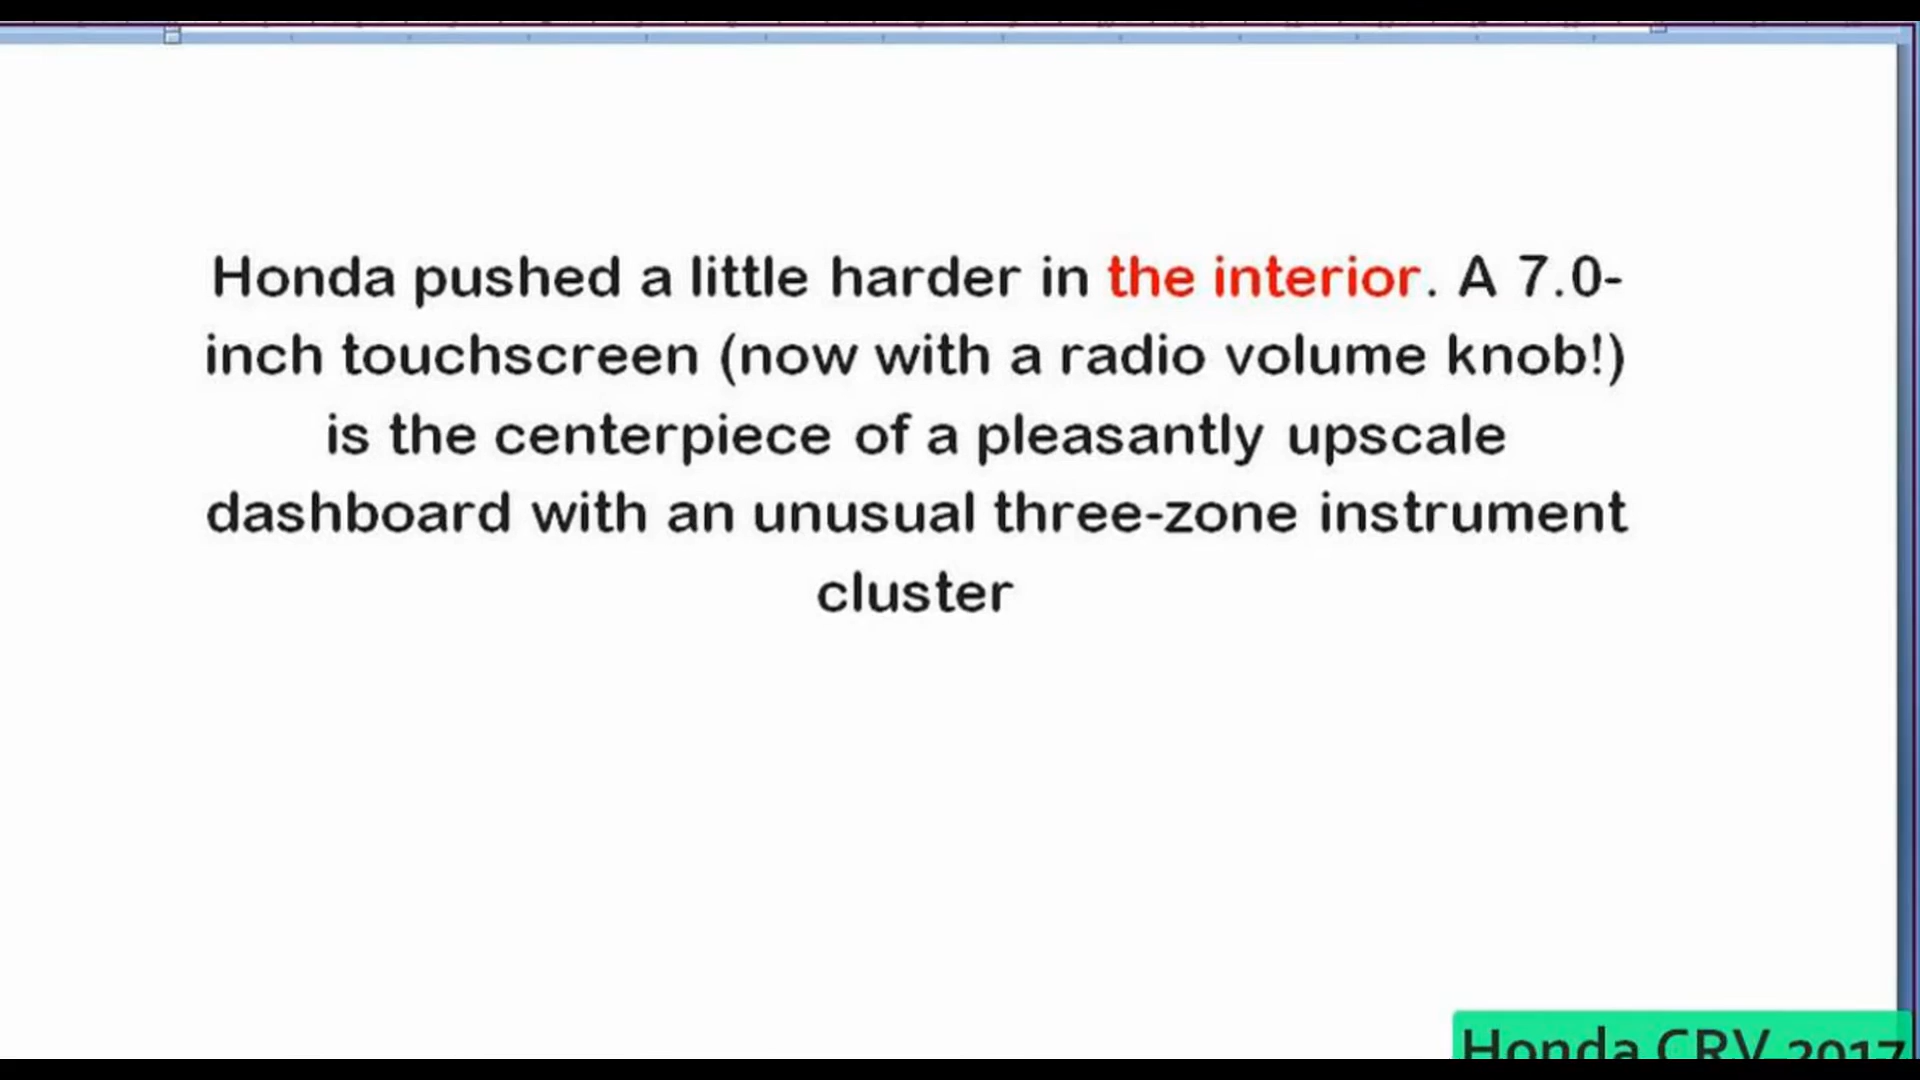 Honda pushed a little harder in the interior. A 7.0-
inch touchscreen (now with a radio volume knob!)
is the centerpiece of a pleasantly upscale
dashboard with an unusual three-zone instrument
cluster
Honda CRV 2017